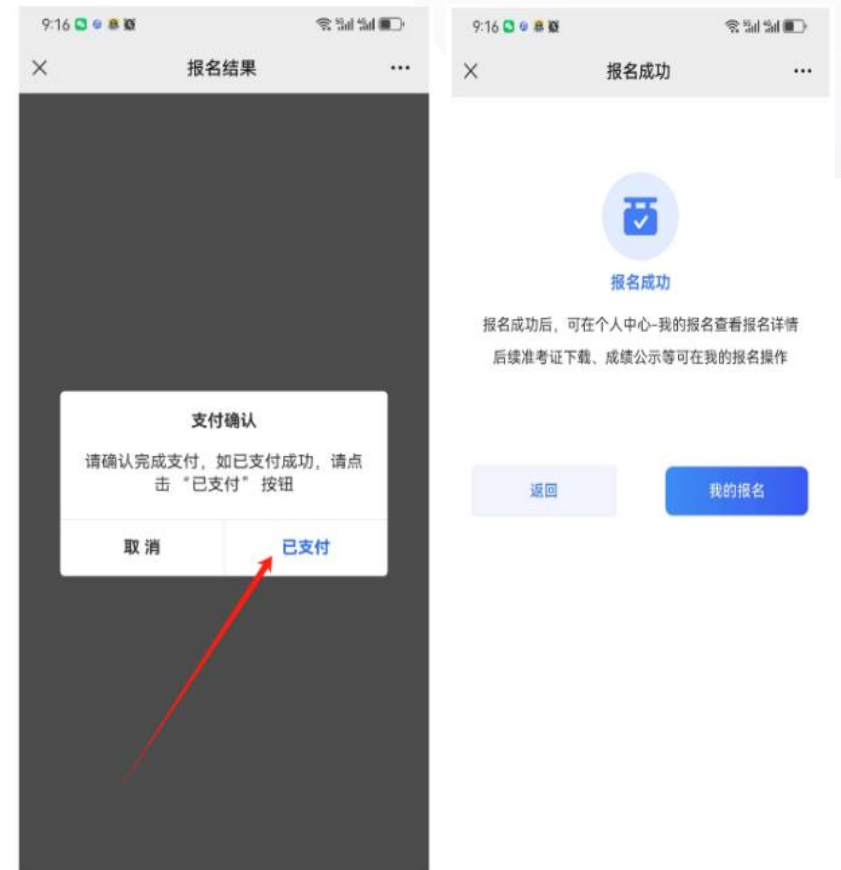 9:16
报名结果
支付确认
请确认完成支付，如已支付成功，请点
击 “已支付” 按钮
取消
已支付
9:16
报名成功
报名成功
报名成功后，可在个人中心-我的报名查看报名详情
后续准考证下载、成绩公示等可在我的报名操作
返回
我的报名